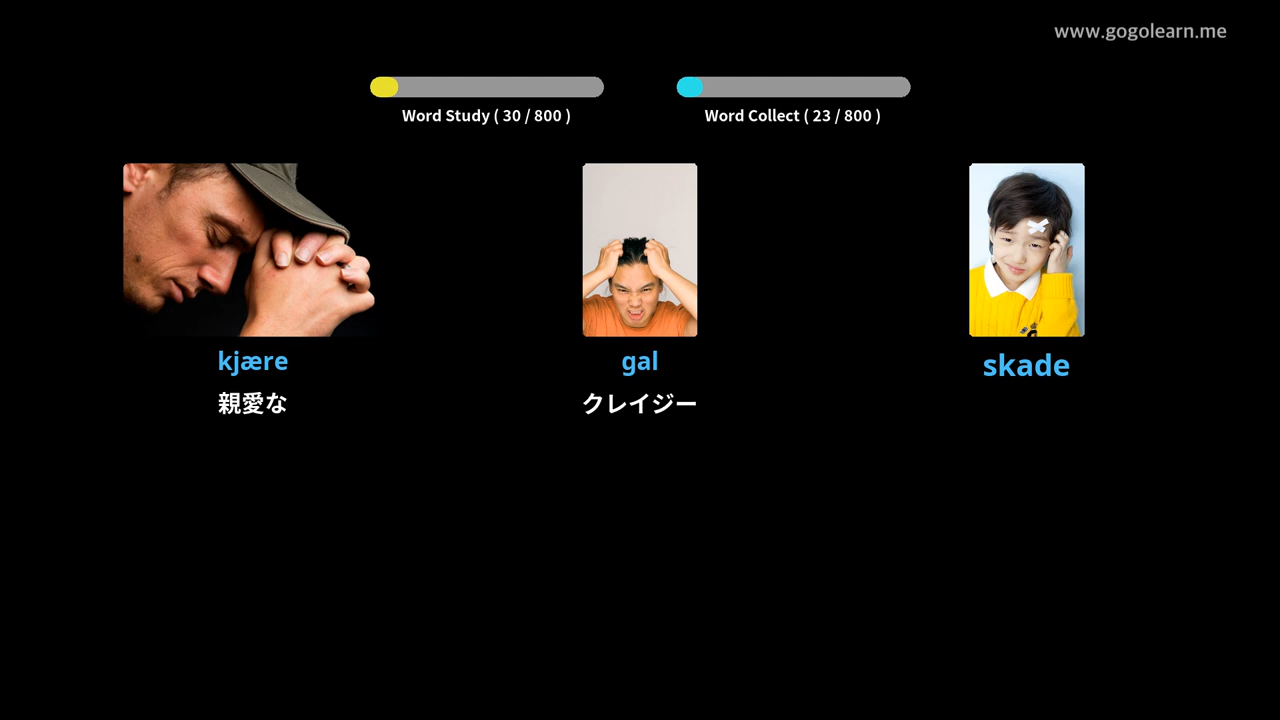 www.gogolearn.me
Word Study ( 30 / 800 )
Word Collect ( 23 / 800 )
kjære
gal
skade
親愛な
クレイジー